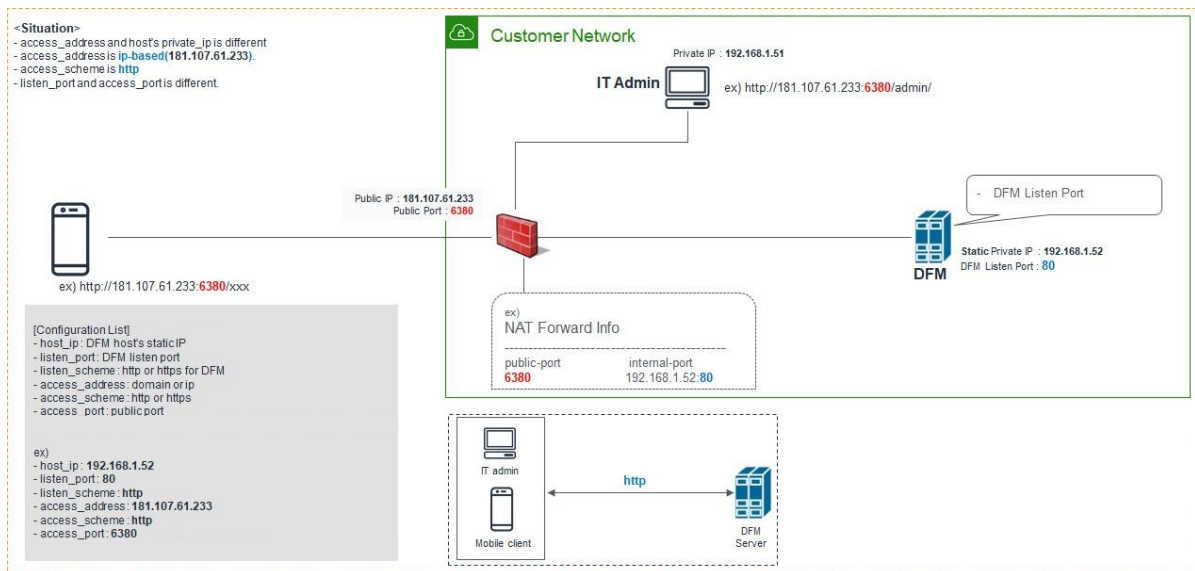 <Situation>
- access_address and host's private_ip is different
- access_address is ip-based(181.107.61.233).
- access_scheme is http
- listen_port and access_port is different.
Customer Network
Private IP : 192.168.1.51
IT Admin
ex) http://181.107.61.233:6380/admin/
Public IP : 181.107.61.233
Public Port : 6380
- DFM Listen Port
Static Private IP : 192.168.1.52
DFM Listen Port : 80
DFM
ex) http://181.107.61.233:6380/xxx
ex)
NAT Forward Info
public-port internal-port
6380 192.168.1.52:80
[Configuration List]
- host_ip : DFM host's static IP
- listen_port : DFM listen port
- listen_scheme : http or https for DFM
- access_address : domain or ip
- access_scheme : http or https
- access_port : public port
ex)
- host_ip : 192.168.1.52
- listen_port : 80
- listen_scheme : http
- access_address : 181.107.61.233
- access_scheme : http
- access_port : 6380
IT admin
http
Mobile client
DFM
Server